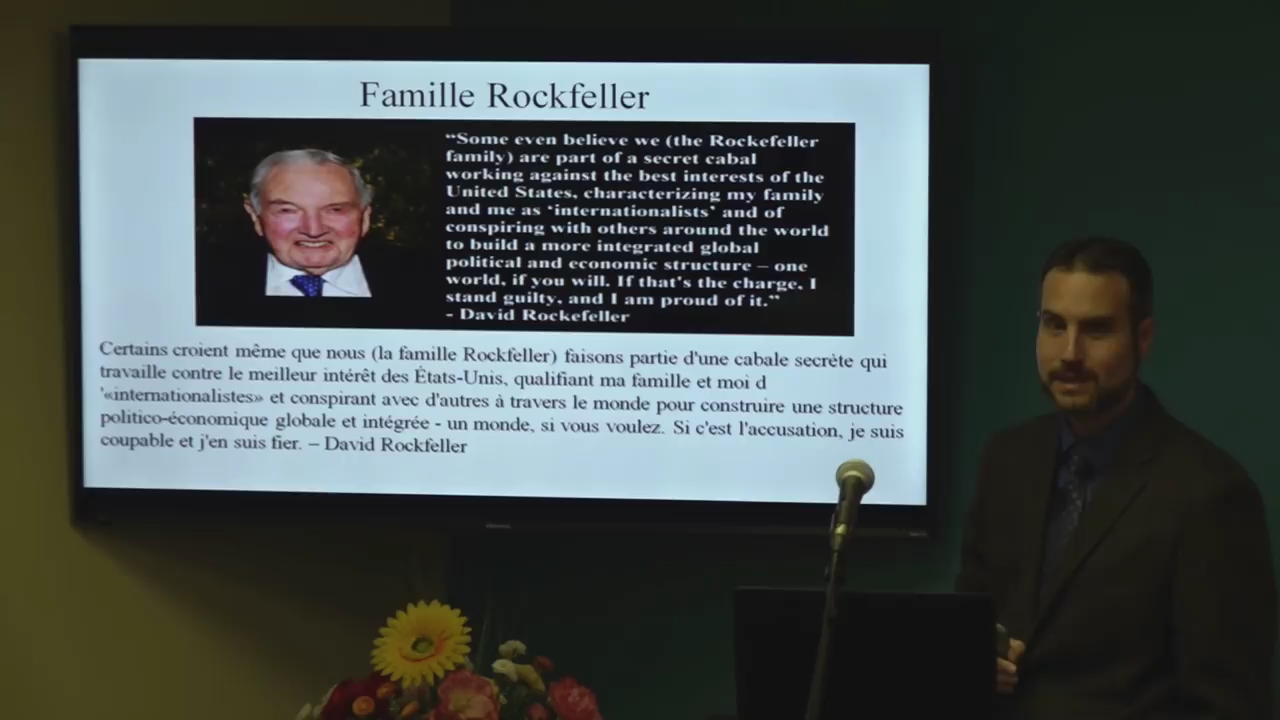 Famille Rockfeller
“Some even believe we (the Rockefeller
family) are part of a secret cabal
working against the best interests of the
United States, characterizing my family
and me as ‘internationalists’ and of
conspiring with others around the world
to build a more integrated global
political and economic structure – one
world, if you will. If that's the charge, I
stand guilty, and I am proud of it.”
- David Rockefeller
Certains croient même que nous (la famille Rockfeller) faisons partie d'une cabale secrète qui
travaille contre le meilleur intérêt des États-Unis, qualifiant ma famille et moi d
'«internationalistes» et conspirant avec d'autres à travers le monde pour construire une structure
politico-économique globale et intégrée - un monde, si vous voulez. Si c'est l'accusation, je suis
coupable et j'en suis fier. – David Rockfeller